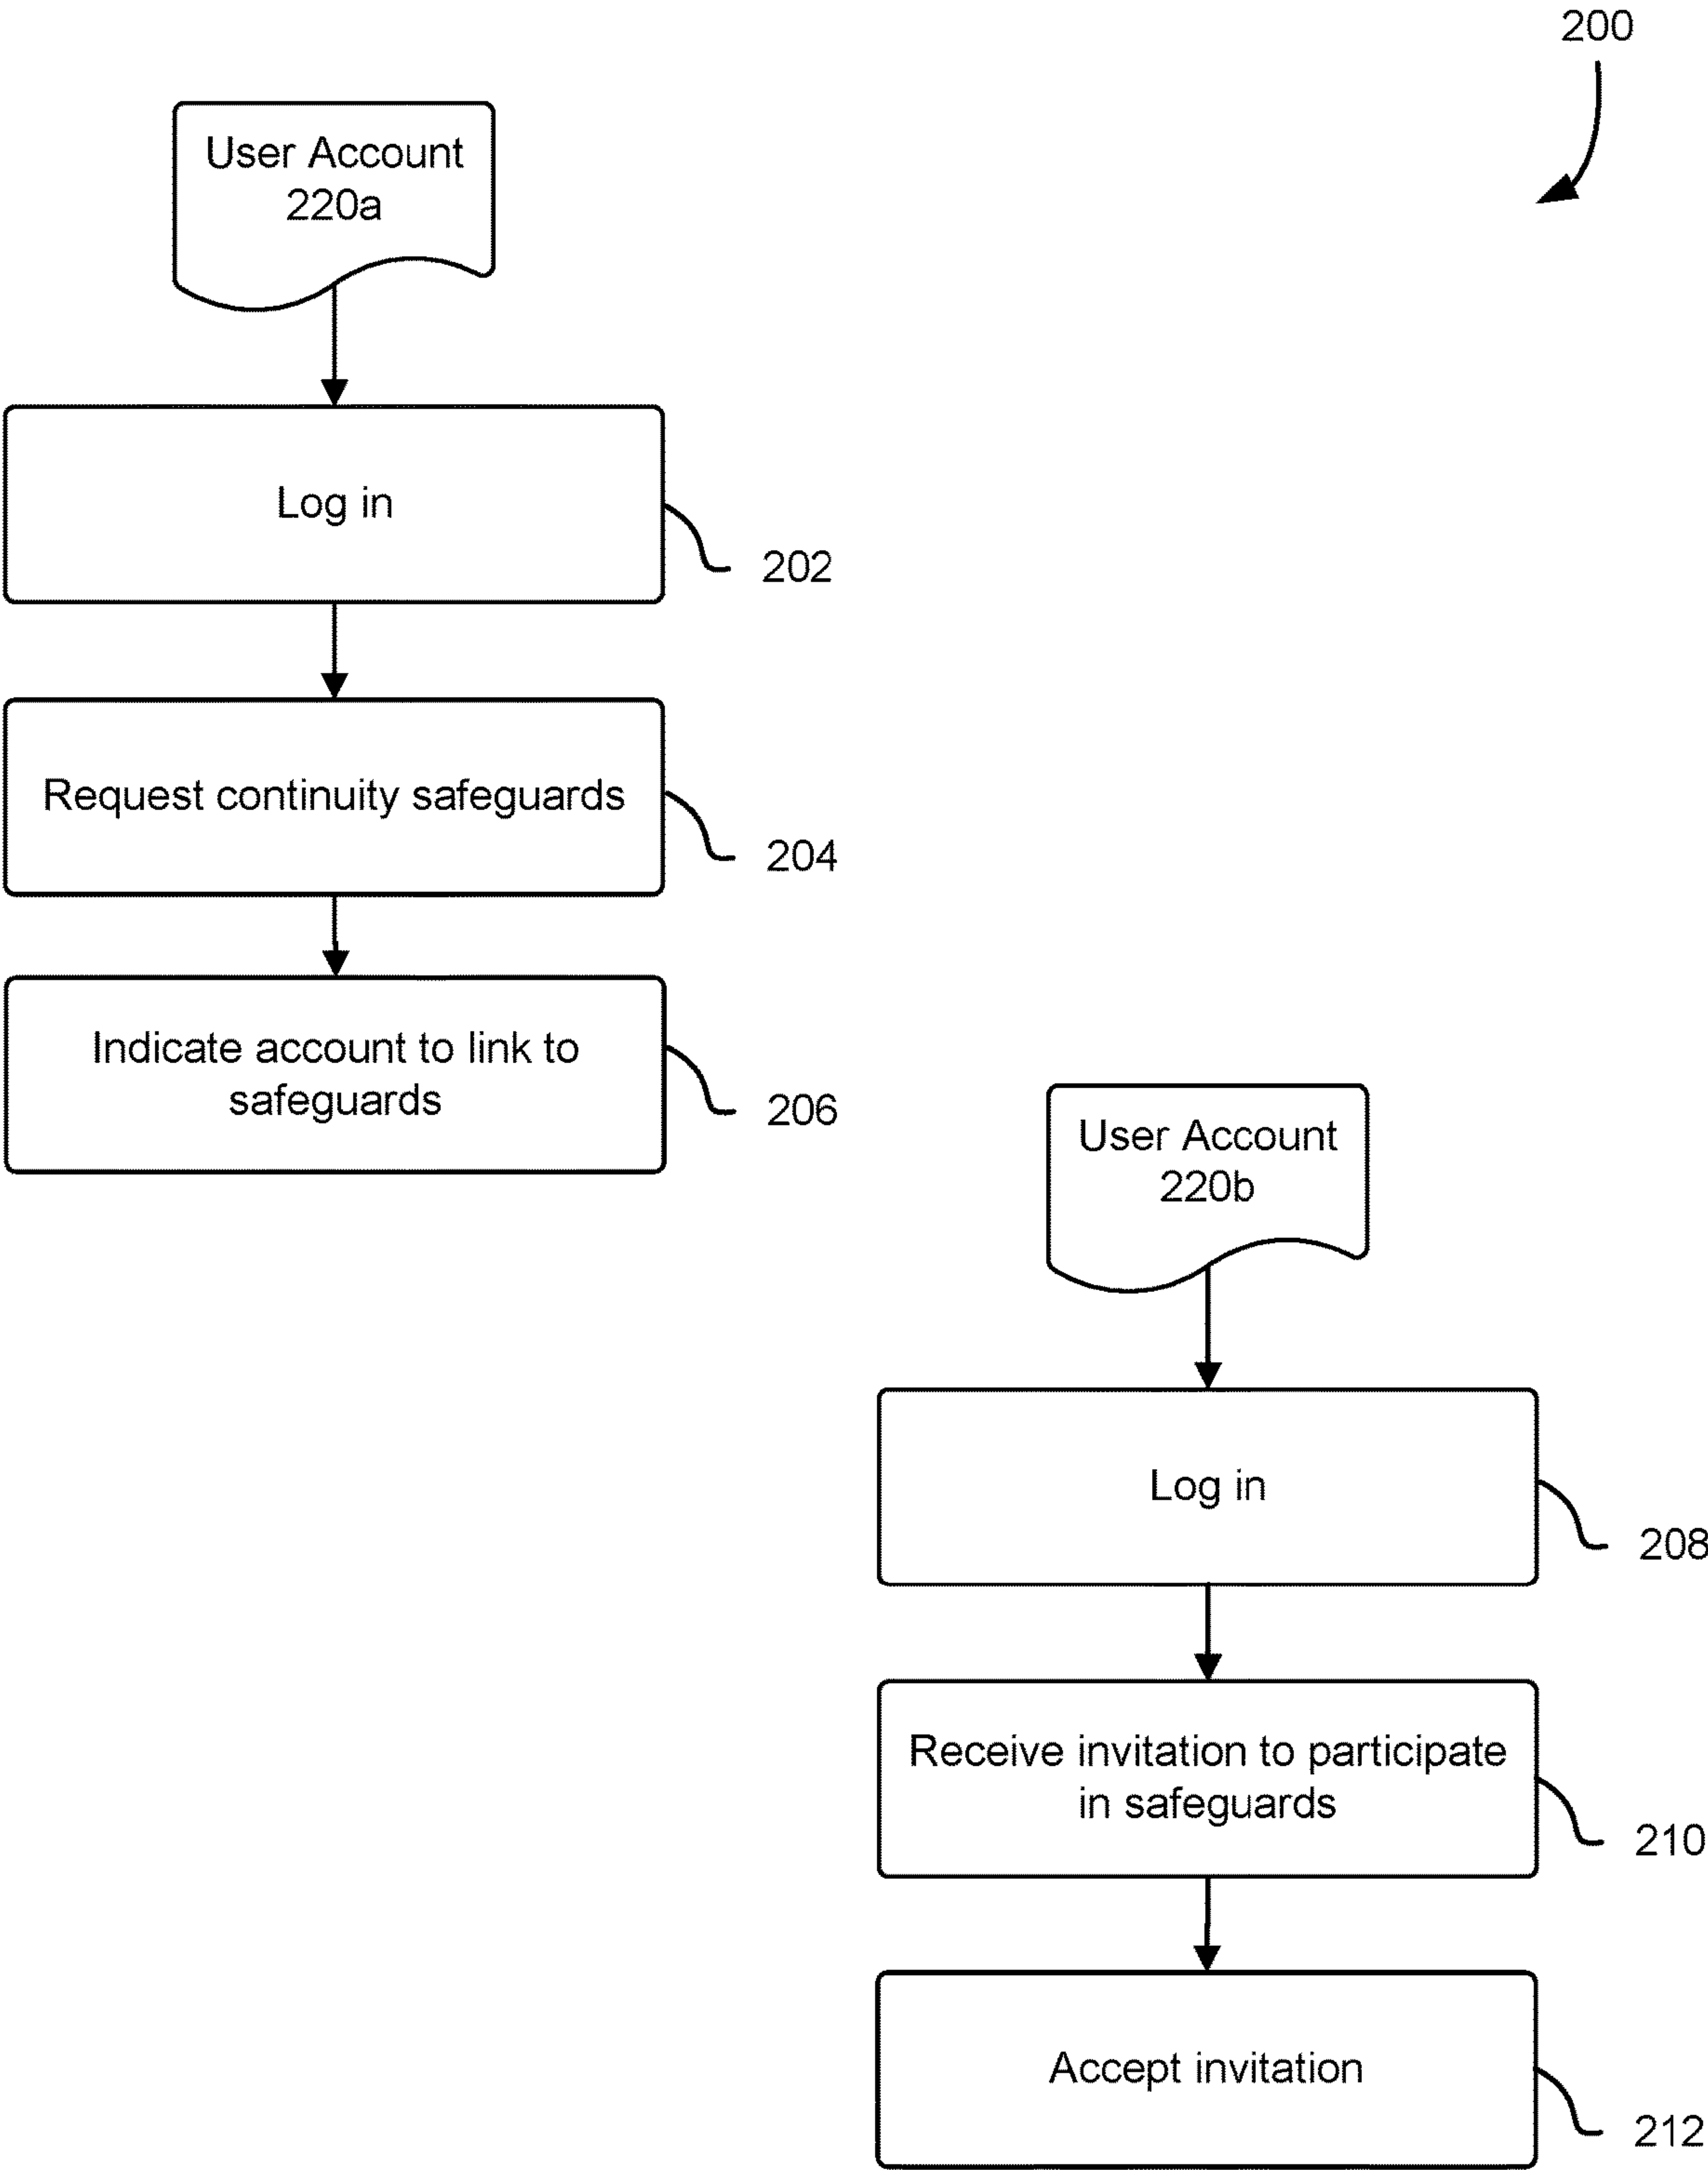 200
User Account
220a
Log in
202
Request continuity safeguards
204
Indicate account to link to
safeguards
206
User Account
220b
Log in
208
Receive invitation to participate
in safeguards
210
Accept invitation
212